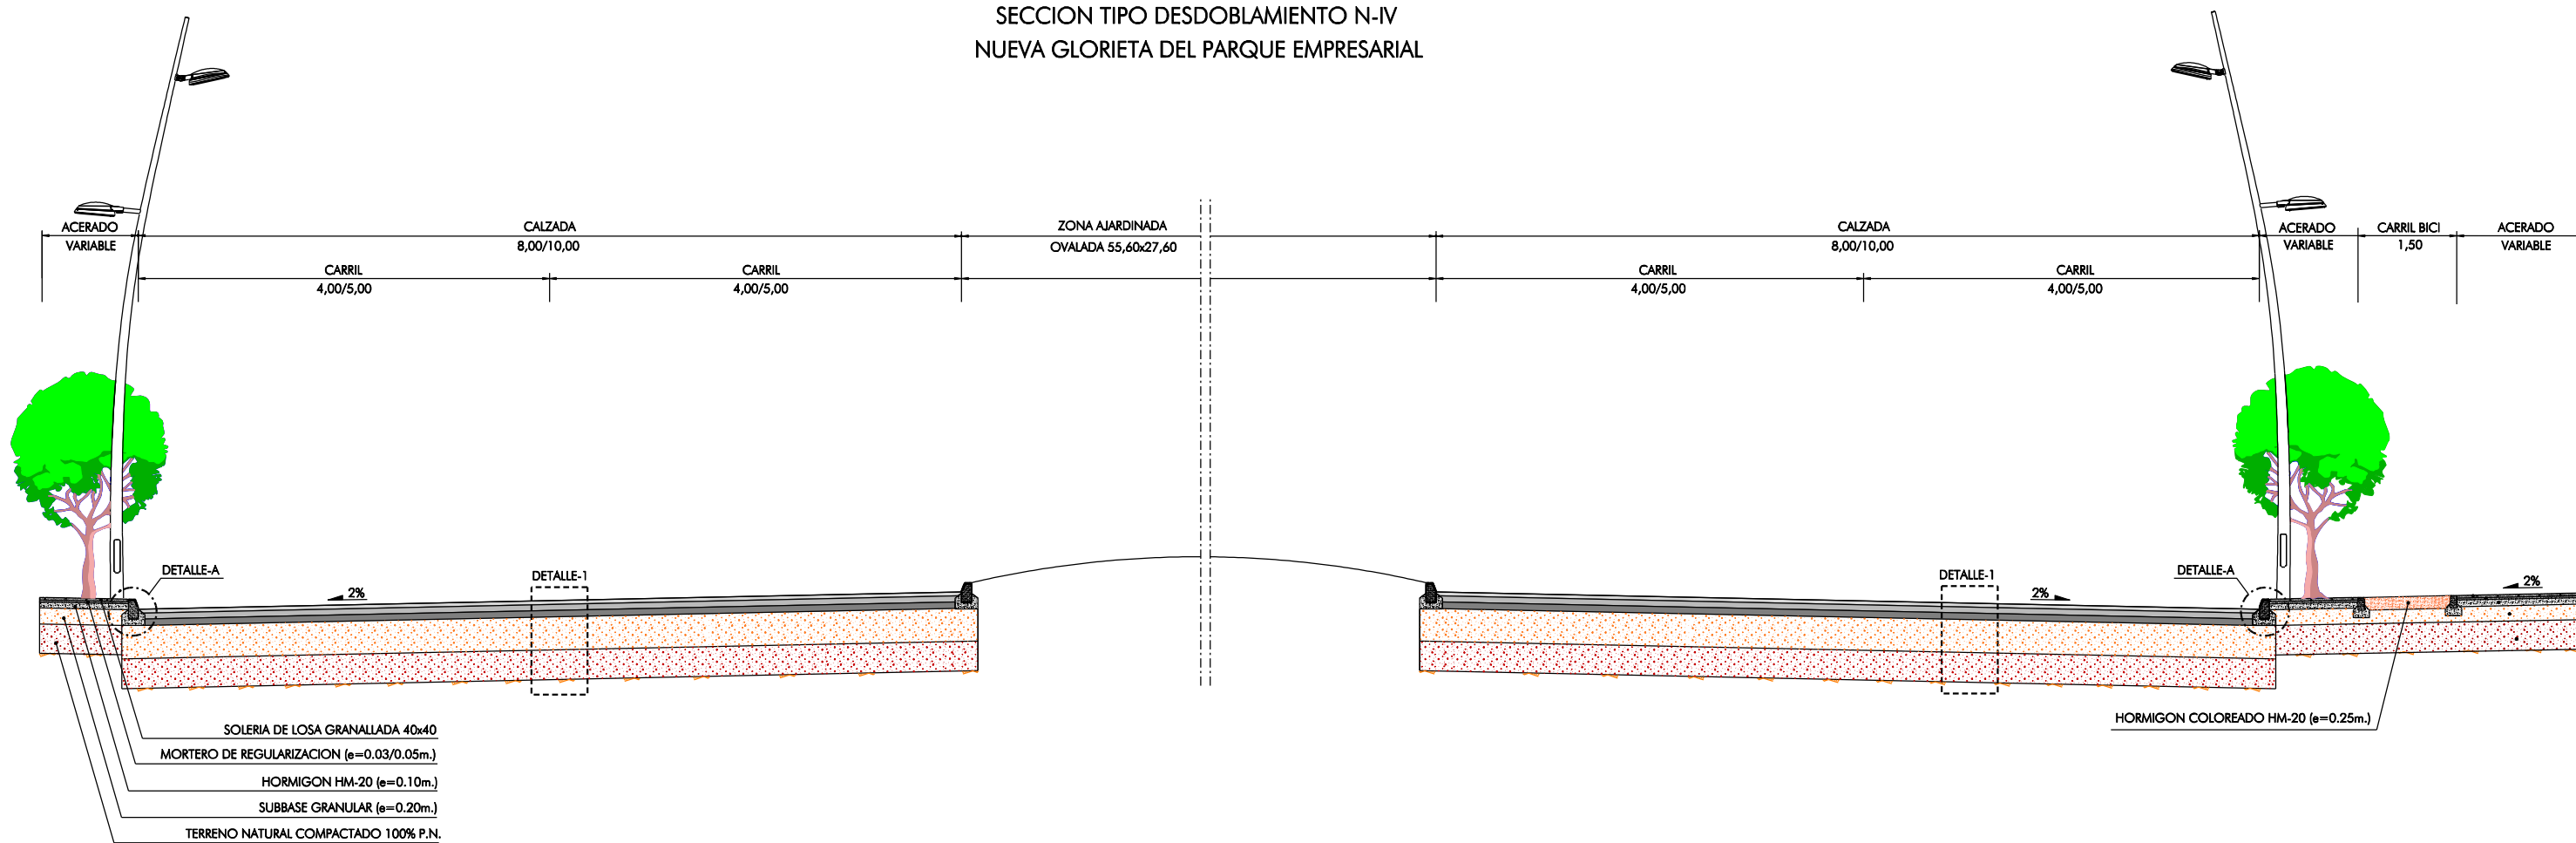 SECCION TIPO DESDOBLAMIENTO N-IV
NUEVA GLORIETA DEL PARQUE EMPRESARIAL
ACERADO
VARIABLE
CALZADA
8,00/10,00
ZONA AJARDINADA
OVALADA 55,60x27,60
CALZADA
8,00/10,00
ACERADO
VARIABLE
CARRIL BICI
1,50
ACERADO
VARIABLE
CARRIL
4,00/5,00
CARRIL
4,00/5,00
CARRIL
4,00/5,00
CARRIL
4,00/5,00
DETALLE-A
2%
DETALLE-1
DETALLE-1
2%
DETALLE-A
2%
SOLERIA DE LOSA GRANALLADA 40x40
MORTERO DE REGULARIZACION (e=0.03/0.05m.)
HORMIGON HM-20 (e=0.10m.)
SUBBASE GRANULAR (e=0.20m.)
TERRENO NATURAL COMPACTADO 100% P.N.
HORMIGON COLOREADO HM-20 (e=0.25m.)